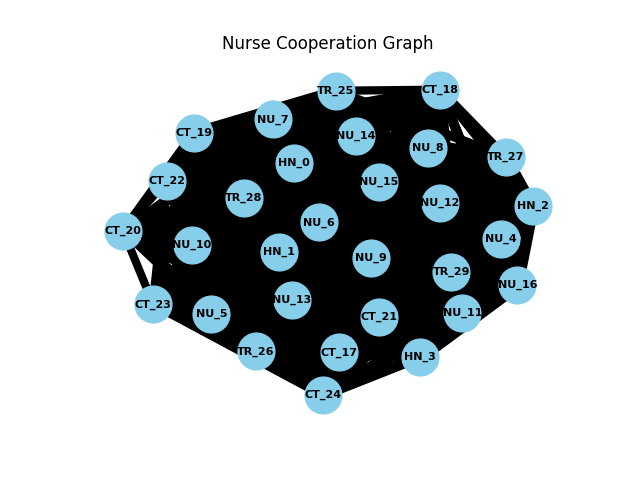 Nurse Cooperation Graph
TR_25
CT_18
NU_7
CT_19
NU_14
NU_8
TR_27
HN_0
CT_22
NU_15
TR_28
NU_12
HN_2
NU_6
CT_20
NU_4
NU_10
HN_1
NU_9
TR_29
NU_16
NU_13
CT_23
NU_5
NU_11
CT_21
TR_26
CT_17
HN_3
CT_24